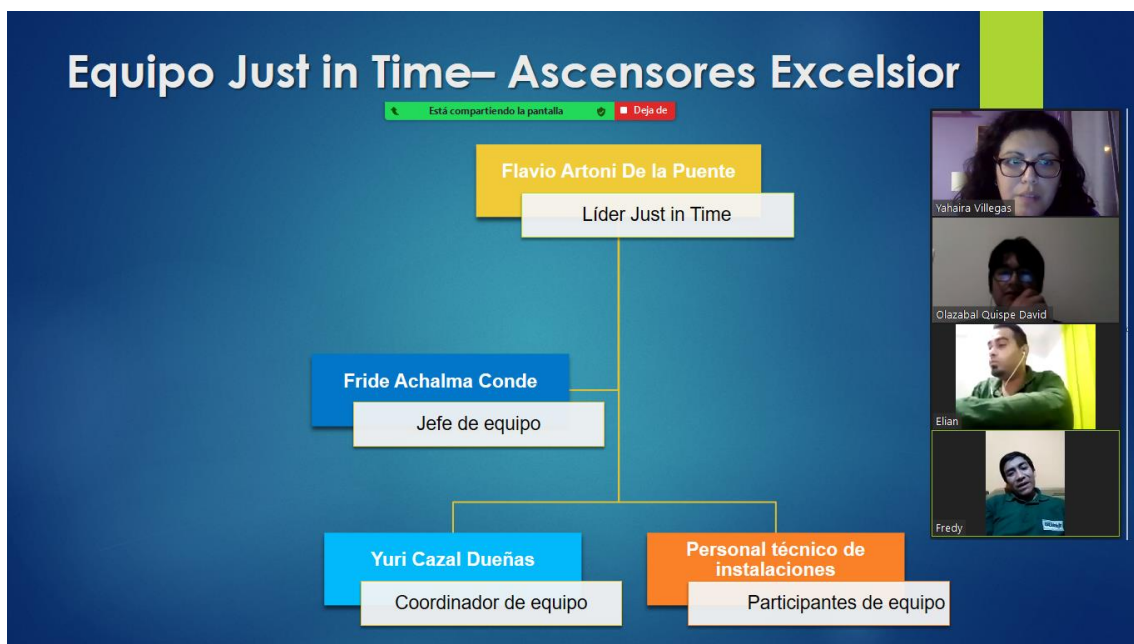 Equipo Just in Time– Ascensores Excelsior
Está compartiendo la pantalla
Deja de
Flavio Artoni De la Puente
Líder Just in Time
Fride Achalma Conde
Jefe de equipo
Yuri Cazal Dueñas
Coordinador de equipo
Personal técnico de
instalaciones
Participantes de equipo
Yahaira Villegas
Olazabal Quispe David
Elian
Fredy